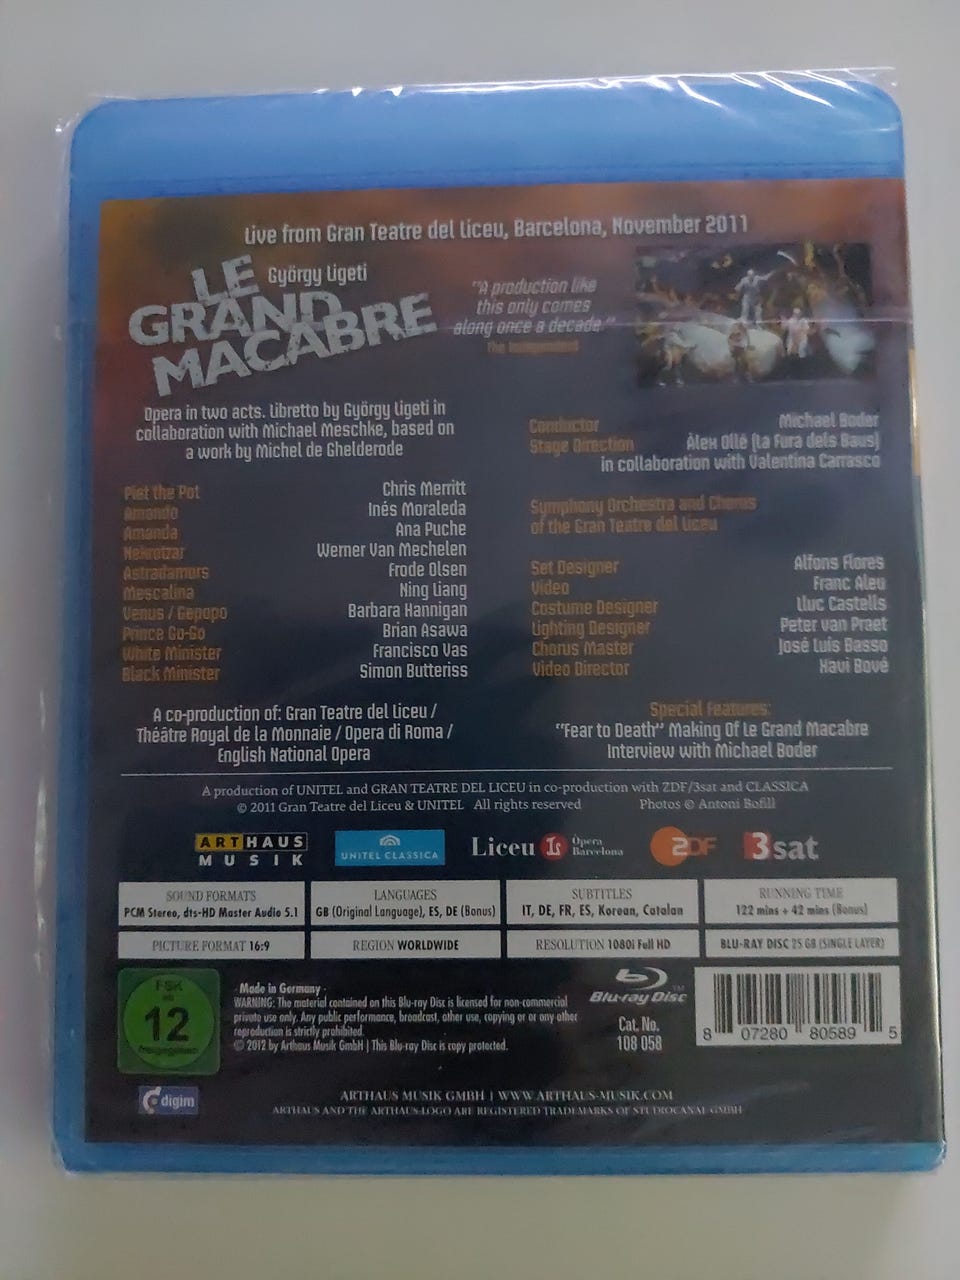 Live from Gran Teatre del Liceu, Barcelona, November 2011
György Ligeti
LE
GRAND
MACABRE
"A production like
this only comes
along once a decade."
The Independent
Opera in two acts. Libretto by György Ligeti in
collaboration with Michael Meschke, based on
a work by Michel de Ghelderode
Piet the Pot Chris Merritt
Amando Inés Moraleda
Amanda Ana Puche
Nekrotzar Werner Van Mechelen
Astradamors Frode Olsen
Mescalina Ning Liang
Venus / Gepopo Barbara Hannigan
Prince Go-Go Brian Asawa
White Minister Francisco Vas
Black Minister Simon Butteriss
Conductor Michael Boder
Stage Direction Àlex Ollé (La Fura dels Baus)
in collaboration with Valentina Carrasco
Symphony Orchestra and Chorus
of the Gran Teatre del Liceu
Set Designer Alfons Flores
Video Franc Aleu
Costume Designer Lluc Castells
Lighting Designer Peter van Praet
Chorus Master José Luis Basso
Video Director Xavi Bové
A co-production of: Gran Teatre del Liceu /
Théâtre Royal de la Monnaie / Opera di Roma /
English National Opera
Special Features:
"Fear to Death" Making Of Le Grand Macabre
Interview with Michael Boder
A production of UNITEL and GRAN TEATRE DEL LICEU in co-production with ZDF/3sat and CLASSICA
© 2011 Gran Teatre del Liceu & UNITEL All rights reserved Photos © Antoni Bofill
ARTHAUS
MUSIK
UNITEL CLASSICA
Liceu
Òpera
Barcelona
ZDF
3sat
SOUND FORMATS
PCM Stereo, dts-HD Master Audio 5.1
LANGUAGES
GB (Original Language), ES, DE (Bonus)
SUBTITLES
IT, DE, FR, ES, Korean, Catalan
RUNNING TIME
122 mins + 42 mins (Bonus)
PICTURE FORMAT 16:9
REGION WORLDWIDE
RESOLUTION 1080i Full HD
BLU-RAY DISC 25 GB (SINGLE LAYER)
FSK
ab
12
freigegeben
· Made in Germany ·
WARNING: The material contained on this Blu-ray Disc is licensed for non-commercial
private use only. Any public performance, broadcast, other use, copying or or any other
reproduction is strictly prohibited.
© 2012 by Arthaus Musik GmbH | This Blu-ray Disc is copy protected.
Blu-ray Disc™
Cat. No.
108 058
8 07280 80589 5
digim
ARTHAUS MUSIK GMBH | WWW.ARTHAUS-MUSIK.COM
ARTHAUS AND THE ARTHAUS-LOGO ARE REGISTERED TRADEMARKS OF STUDIOCANAL GMBH